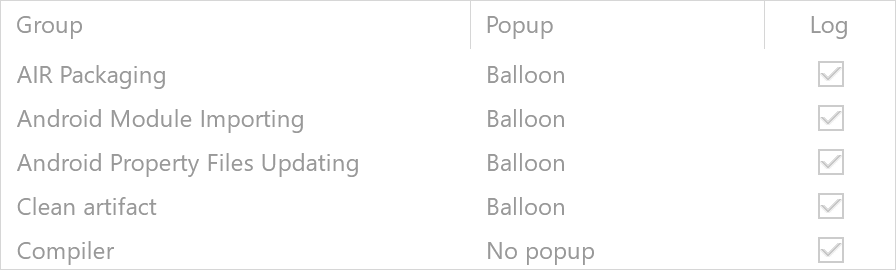 Group Popup Log
AIR Packaging Balloon
Android Module Importing Balloon
Android Property Files Updating Balloon
Clean artifact Balloon
Compiler No popup